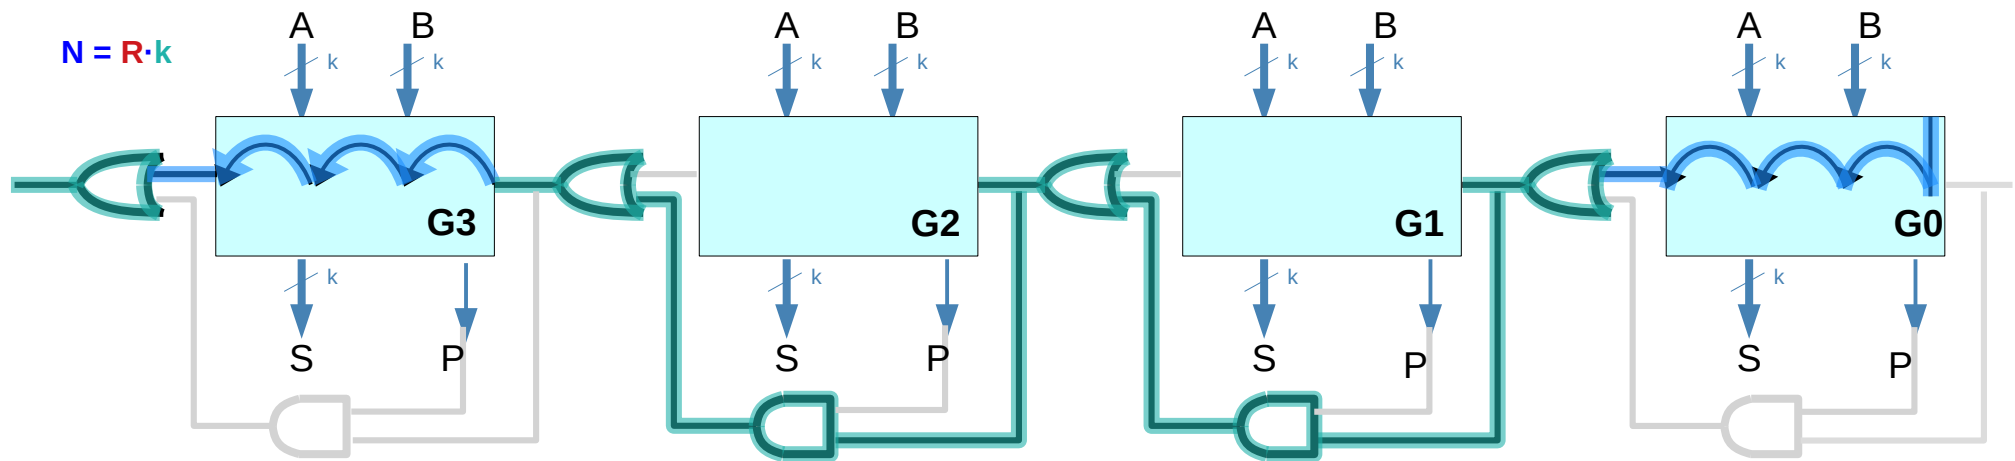 A B A B A B A B
N = R·k
k k k k k k k k
G3 G2 G1 G0
k k k k
S P S P S P S P